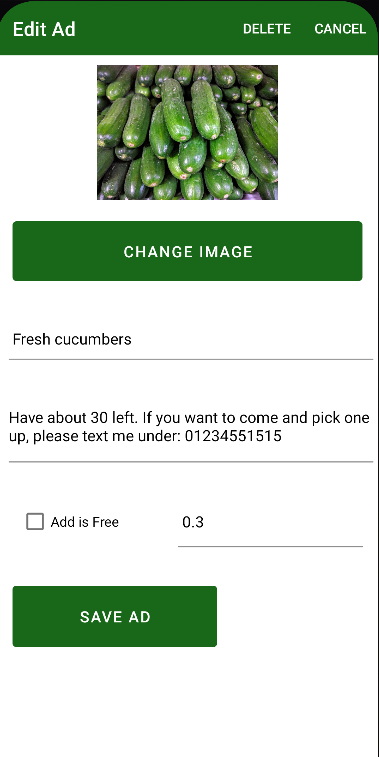 Edit Ad DELETE CANCEL
CHANGE IMAGE
Fresh cucumbers
Have about 30 left. If you want to come and pick one
up, please text me under: 01234551515
Add is Free 0.3
SAVE AD